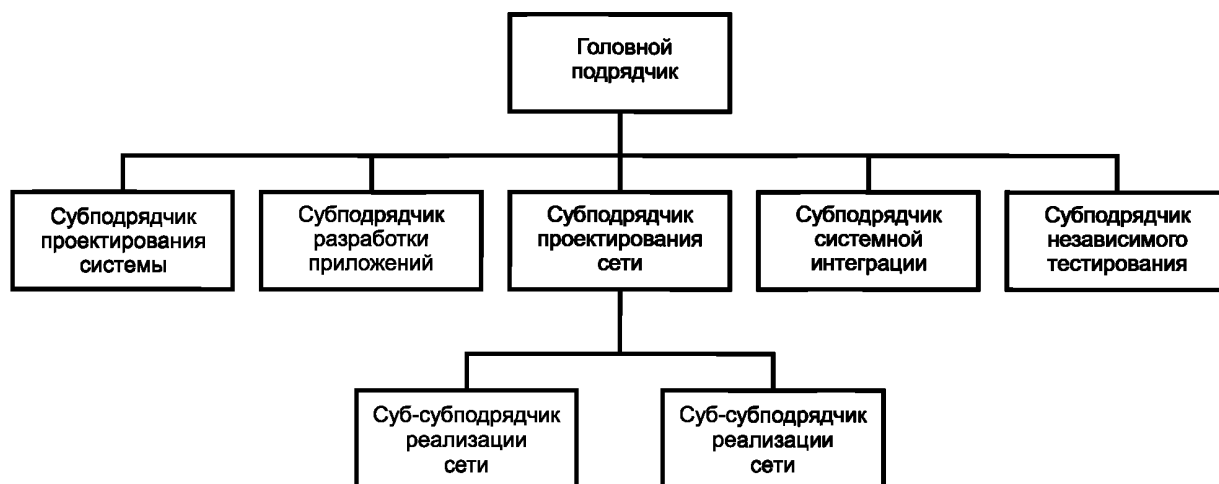 Головной
подрядчик
Субподрядчик
проектирования
системы
Субподрядчик
разработки
приложений
Субподрядчик
проектирования
сети
Субподрядчик
системной
интеграции
Субподрядчик
независимого
тестирования
Суб-субподрядчик
реализации
сети
Суб-субподрядчик
реализации
сети